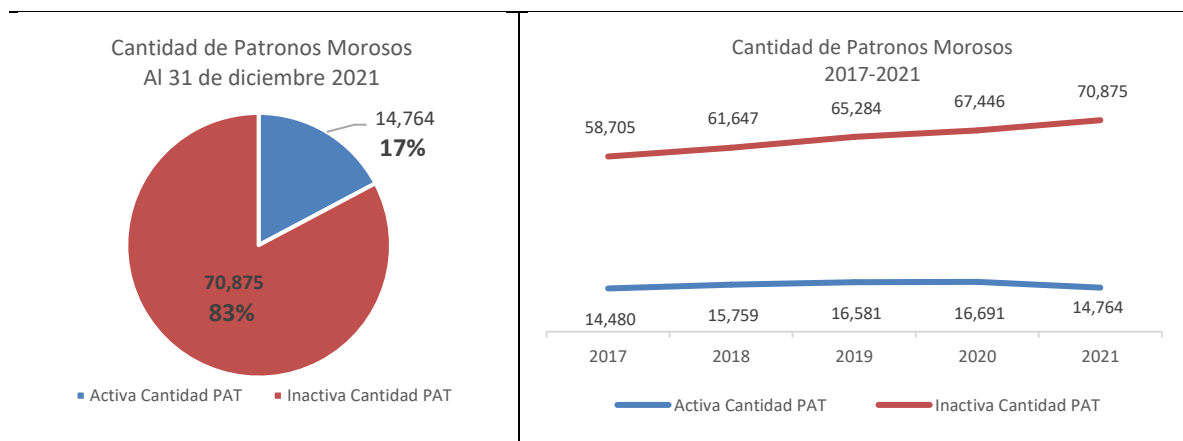 Cantidad de Patronos Morosos
Al 31 de diciembre 2021
14,764
17%
70,875
83%
Activa Cantidad PAT Inactiva Cantidad PAT
Cantidad de Patronos Morosos
2017-2021
58,705 61,647 65,284 67,446 70,875
14,480 15,759 16,581 16,691 14,764
2017 2018 2019 2020 2021
Activa Cantidad PAT Inactiva Cantidad PAT